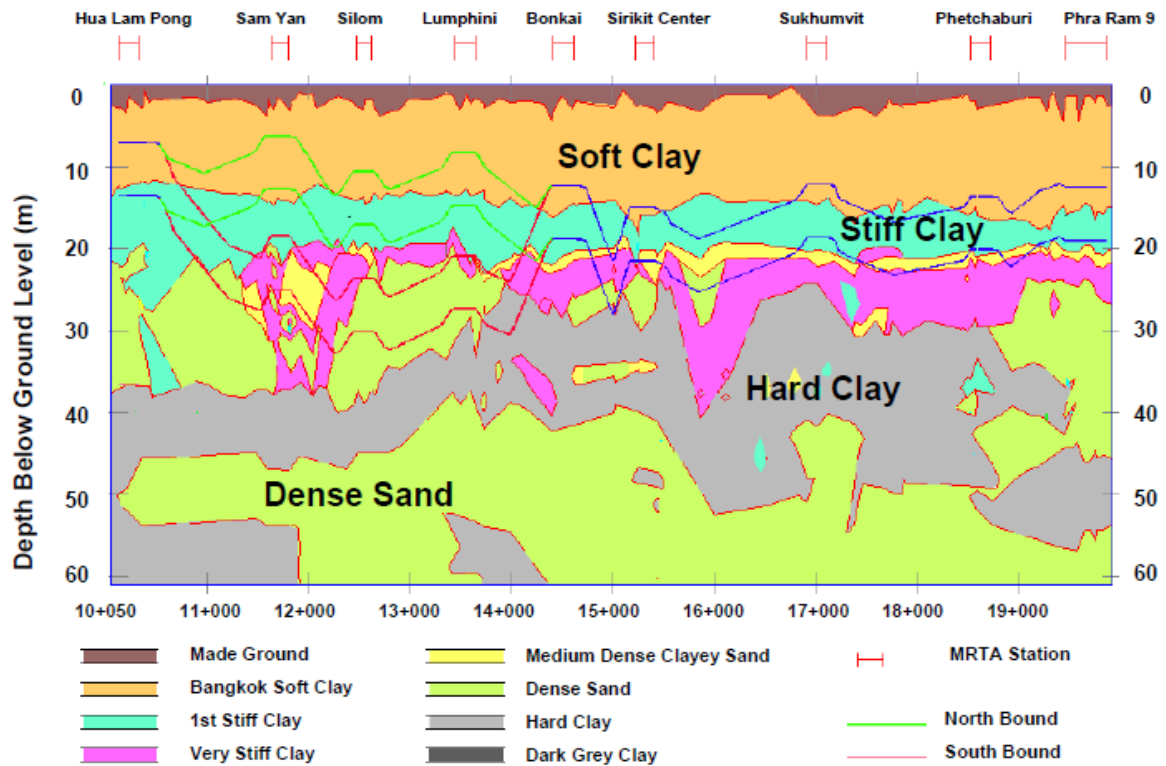 Hua Lam Pong Sam Yan Silom Lumphini Bonkai Sirikit Center Sukhumvit Phetchaburi Phra Ram 9
0 0
10 10
20 20
30 30
40 40
50 50
60 60
Depth Below Ground Level (m)
Soft Clay
Stiff Clay
Hard Clay
Dense Sand
10+050 11+000 12+000 13+000 14+000 15+000 16+000 17+000 18+000 19+000
Made Ground Medium Dense Clayey Sand MRTA Station
Bangkok Soft Clay Dense Sand
1st Stiff Clay Hard Clay North Bound
Very Stiff Clay Dark Grey Clay South Bound